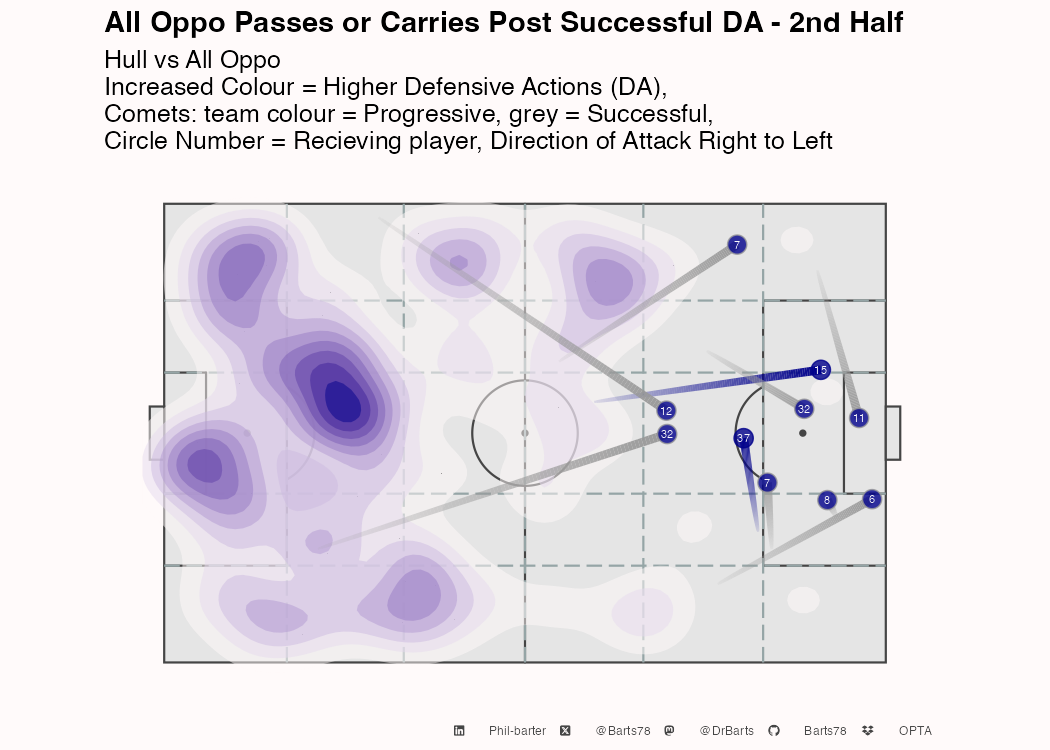 All Oppo Passes or Carries Post Successful DA - 2nd Half
Hull vs All Oppo
Increased Colour = Higher Defensive Actions (DA),
Comets: team colour = Progressive, grey = Successful,
Circle Number = Recieving player, Direction of Attack Right to Left
7
15
12
32
11
32
37
7
8
6
Phil-barter @Barts78 @DrBarts Barts78 OPTA